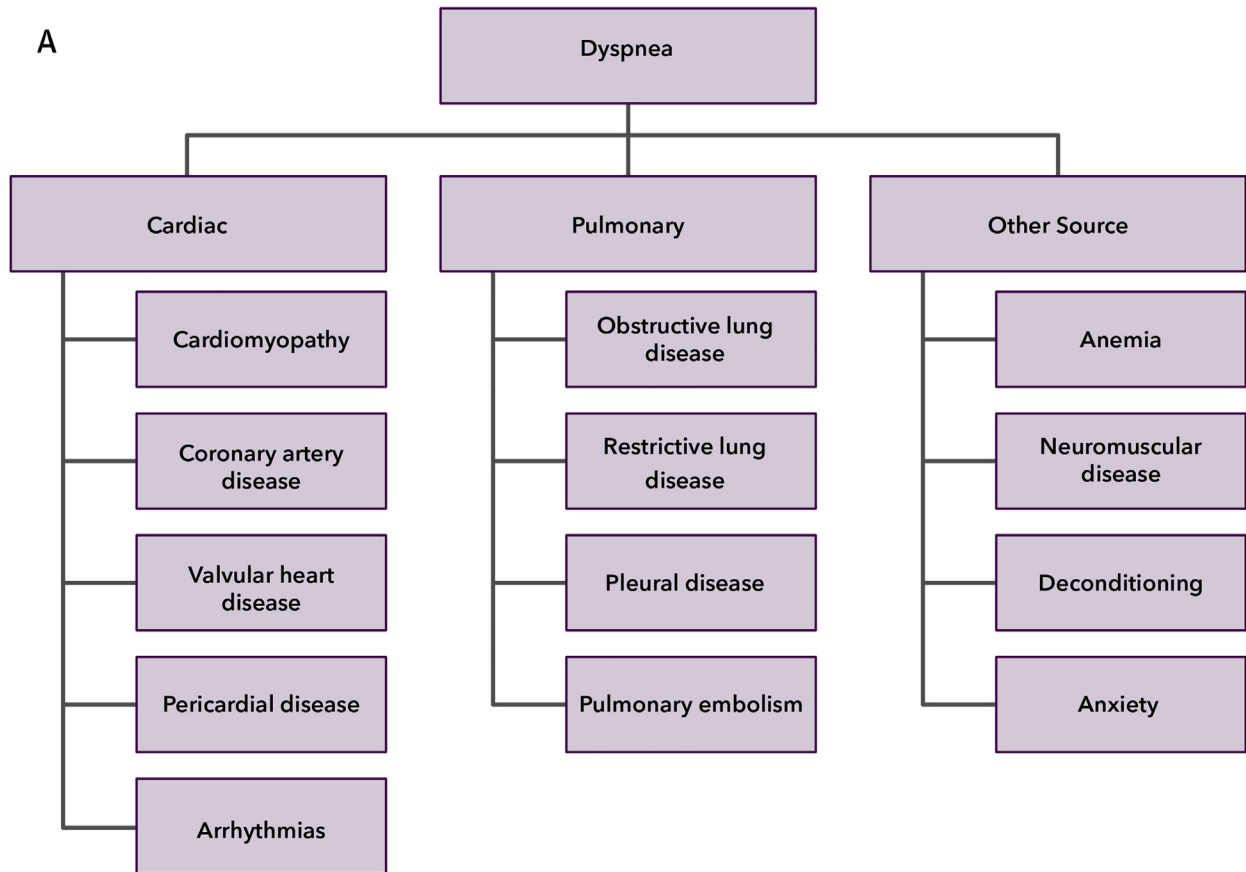 A
Dyspnea
Cardiac
Cardiomyopathy
Coronary artery
disease
Valvular heart
disease
Pericardial disease
Arrhythmias
Pulmonary
Obstructive lung
disease
Restrictive lung
disease
Pleural disease
Pulmonary embolism
Other Source
Anemia
Neuromuscular
disease
Deconditioning
Anxiety